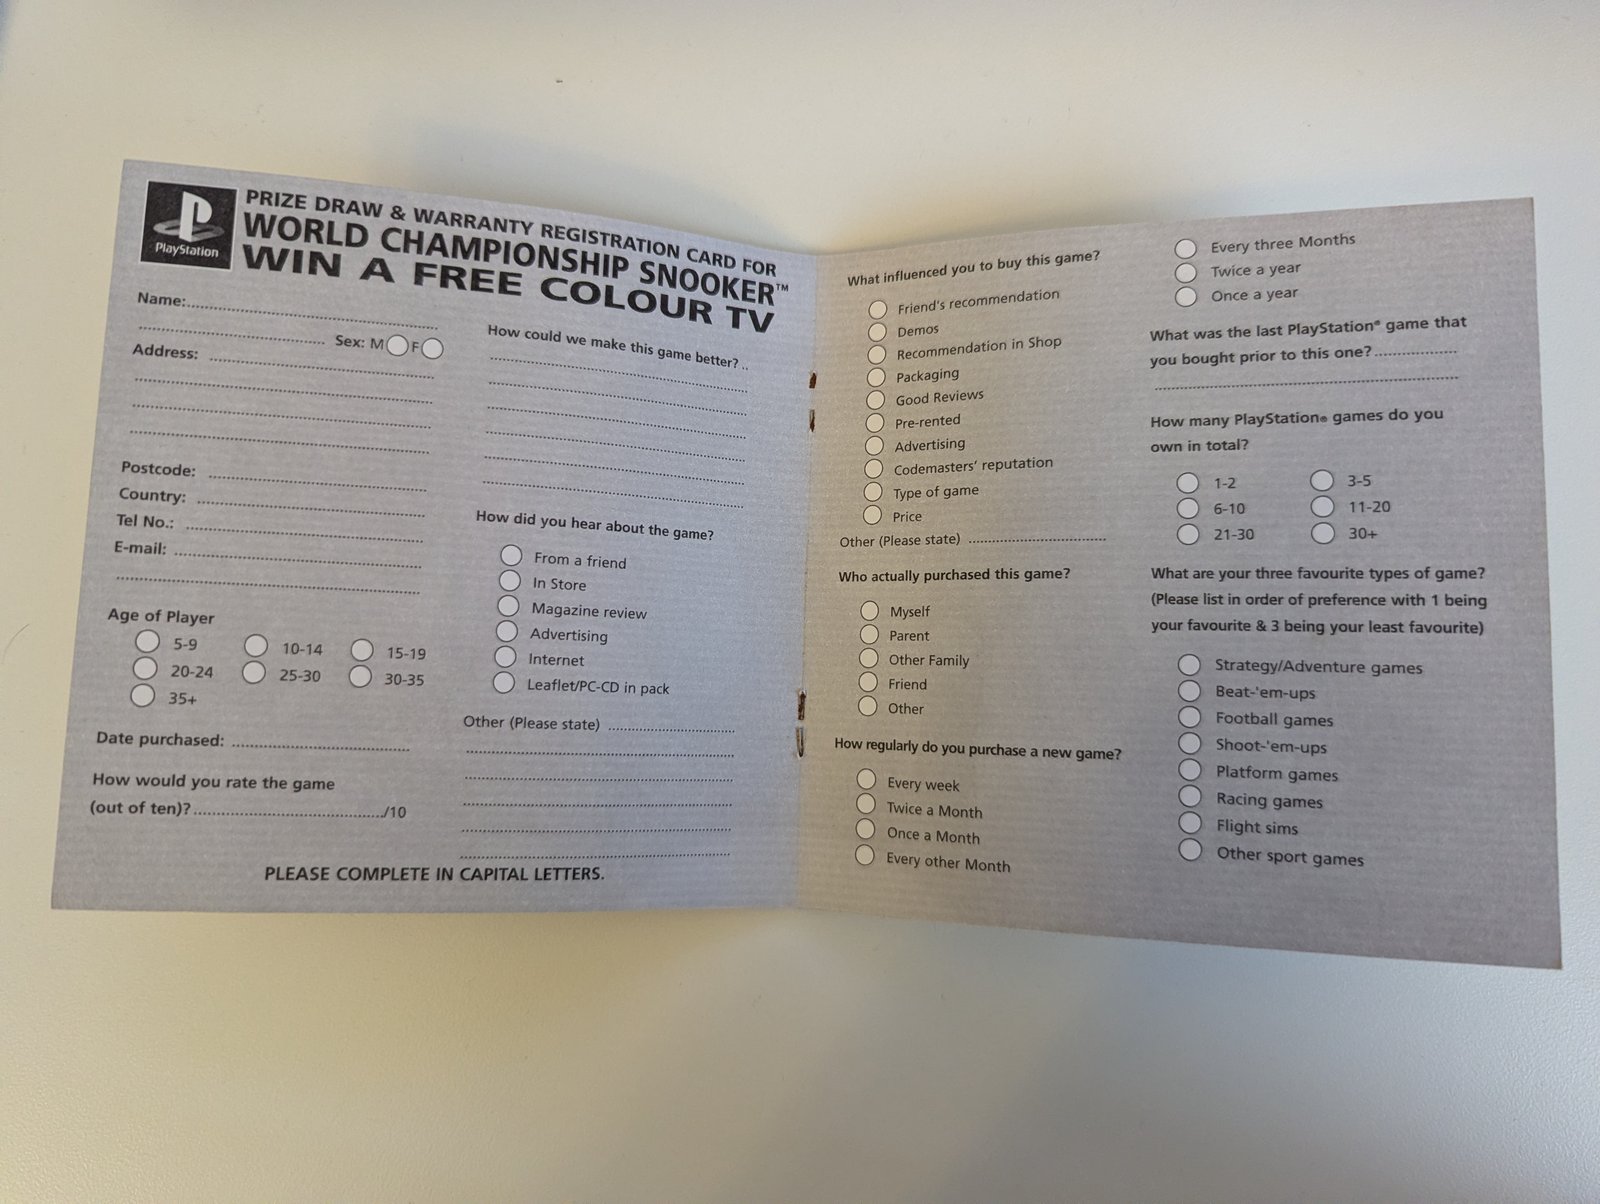 PlayStation
PRIZE DRAW & WARRANTY REGISTRATION CARD FOR
WORLD CHAMPIONSHIP SNOOKER™
WIN A FREE COLOUR TV
Name:..............................
.............................. Sex: M F
Address: ..............................
..............................
..............................
..............................
Postcode: ..............................
Country: ..............................
Tel No.: ..............................
E-mail: ..............................
..............................
Age of Player
5-9 10-14 15-19
20-24 25-30 30-35
35+
Date purchased: ..............................
How would you rate the game
(out of ten)?............................../10
How could we make this game better? ..
..............................
..............................
..............................
..............................
..............................
..............................
How did you hear about the game?
From a friend
In Store
Magazine review
Advertising
Internet
Leaflet/PC-CD in pack
Other (Please state) ..............................
..............................
..............................
..............................
..............................
..............................
PLEASE COMPLETE IN CAPITAL LETTERS.
What influenced you to buy this game?
Friend's recommendation
Demos
Recommendation in Shop
Packaging
Good Reviews
Pre-rented
Advertising
Codemasters' reputation
Type of game
Price
Other (Please state) ..............................
Who actually purchased this game?
Myself
Parent
Other Family
Friend
Other
How regularly do you purchase a new game?
Every week
Twice a Month
Once a Month
Every other Month
Every three Months
Twice a year
Once a year
What was the last PlayStation® game that
you bought prior to this one?..................
..............................
How many PlayStation® games do you
own in total?
1-2 3-5
6-10 11-20
21-30 30+
What are your three favourite types of game?
(Please list in order of preference with 1 being
your favourite & 3 being your least favourite)
Strategy/Adventure games
Beat-'em-ups
Football games
Shoot-'em-ups
Platform games
Racing games
Flight sims
Other sport games